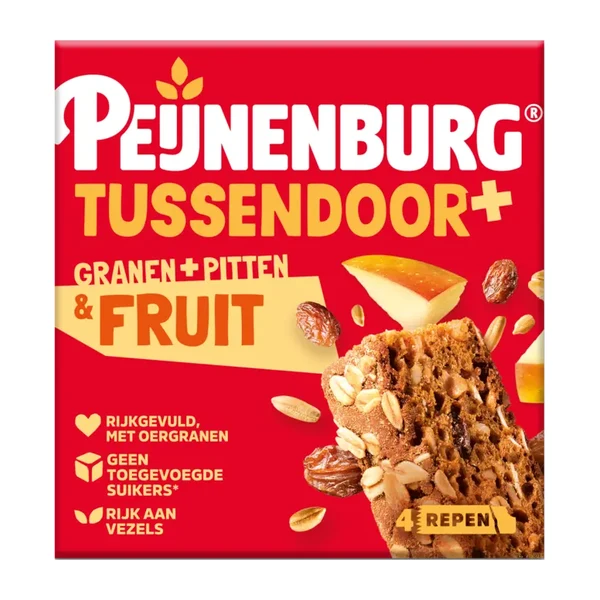 PEIJNENBURG®
TUSSENDOOR+
GRANEN+PITTEN
& FRUIT
RIJKGEVULD,
MET OERGRANEN
GEEN
TOEGEVOEGDE
SUIKERS*
RIJK AAN
VEZELS
4 REPEN